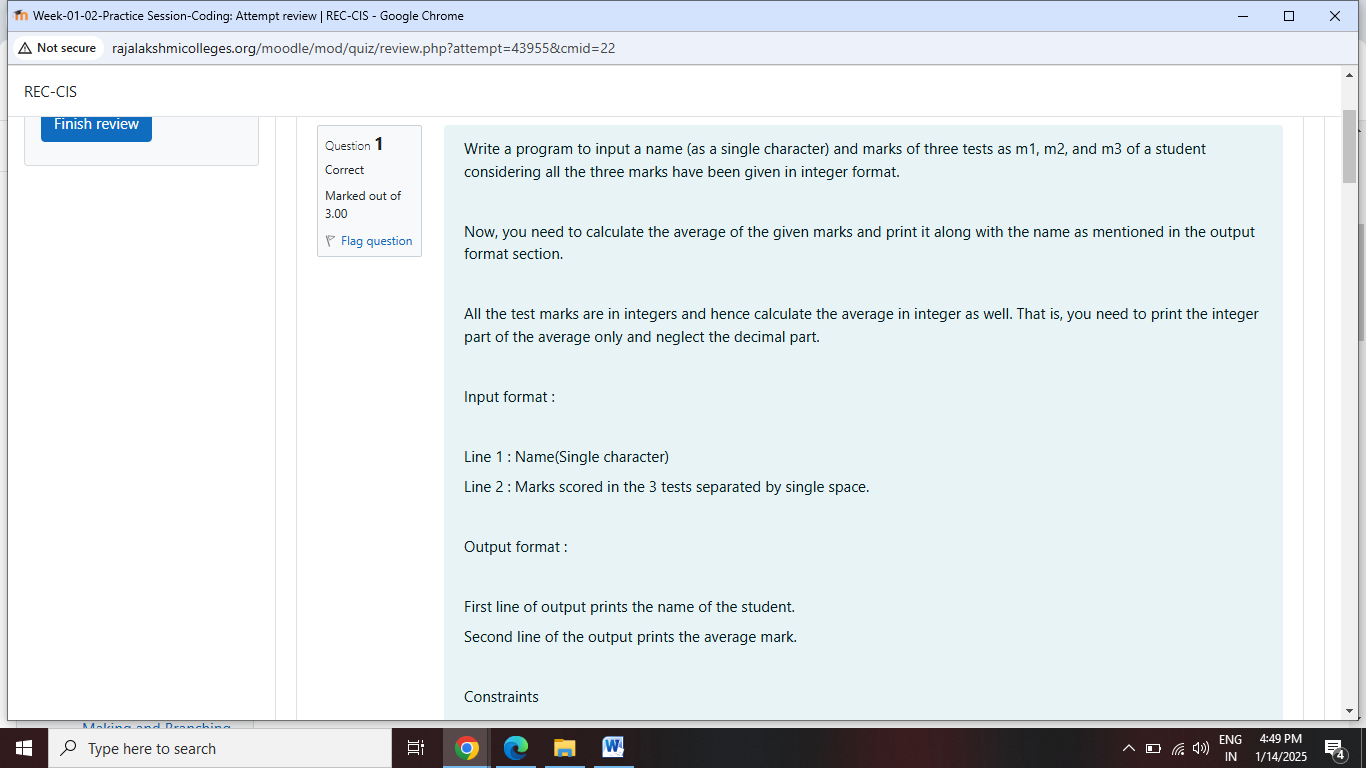 Week-01-02-Practice Session-Coding: Attempt review | REC-CIS - Google Chrome
Not secure
rajalakshmicolleges.org/moodle/mod/quiz/review.php?attempt=43955&cmid=22
REC-CIS
Finish review
Question 1
Correct
Marked out of
3.00
Flag question
Write a program to input a name (as a single character) and marks of three tests as m1, m2, and m3 of a student
considering all the three marks have been given in integer format.
Now, you need to calculate the average of the given marks and print it along with the name as mentioned in the output
format section.
All the test marks are in integers and hence calculate the average in integer as well. That is, you need to print the integer
part of the average only and neglect the decimal part.
Input format :
Line 1 : Name(Single character)
Line 2 : Marks scored in the 3 tests separated by single space.
Output format :
First line of output prints the name of the student.
Second line of the output prints the average mark.
Constraints
Making and Branching
Type here to search
ENG
IN
4:49 PM
1/14/2025
4